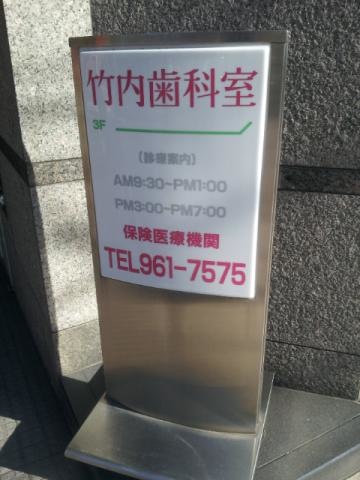 竹内歯科室
3F
〔診療案内〕
AM9:30~PM1:00
PM3:00~PM7:00
保険医療機関
TEL961-7575